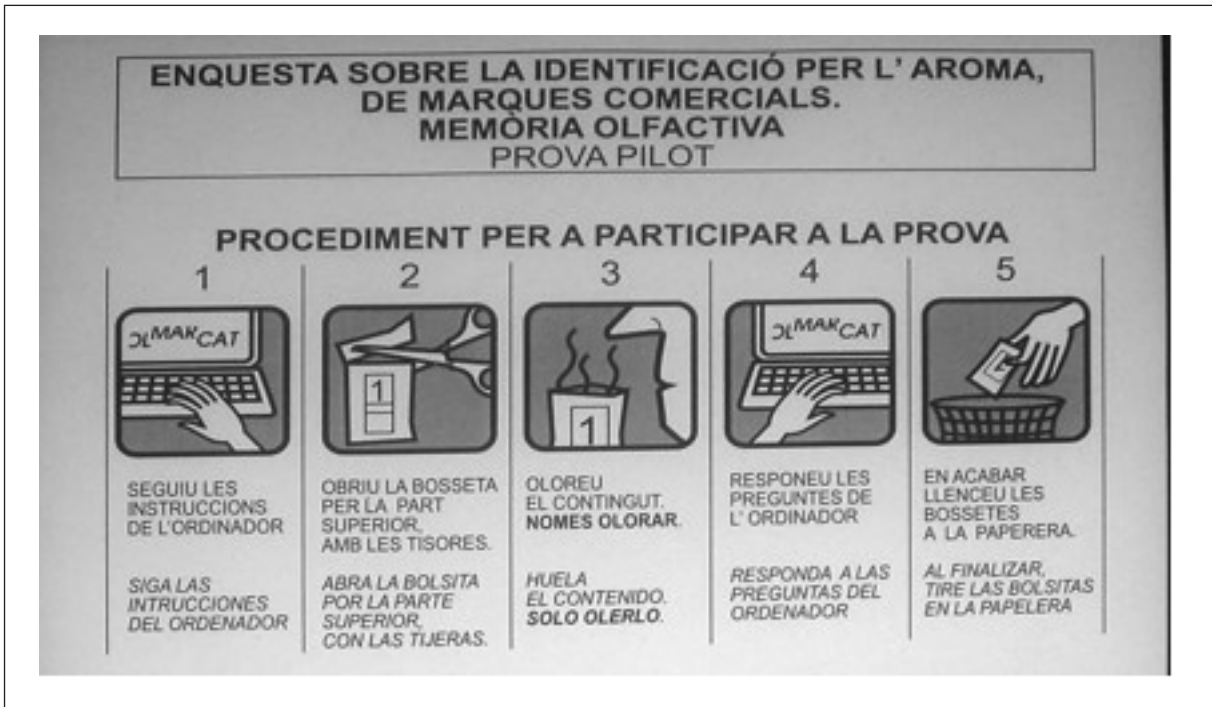 ENQUESTA SOBRE LA IDENTIFICACIÓ PER L' AROMA,
DE MARQUES COMERCIALS.
MEMÒRIA OLFACTIVA
PROVA PILOT
PROCEDIMENT PER A PARTICIPAR A LA PROVA
1
OLMARCAT
SEGUIU LES
INSTRUCCIONS
DE L'ORDINADOR
SIGA LAS
INTRUCCIONES
DEL ORDENADOR
2
1
OBRIU LA BOSSETA
PER LA PART
SUPERIOR,
AMB LES TISORES.
ABRA LA BOLSITA
POR LA PARTE
SUPERIOR,
CON LAS TIJERAS.
3
1
OLOREU
EL CONTINGUT.
NOMES OLORAR.
HUELA
EL CONTENIDO.
SOLO OLERLO.
4
OLMARCAT
RESPONEU LES
PREGUNTES DE
L' ORDINADOR
RESPONDA A LAS
PREGUNTAS DEL
ORDENADOR
5
EN ACABAR
LLENCEU LES
BOSSETES
A LA PAPERERA.
AL FINALIZAR,
TIRE LAS BOLSITAS
EN LA PAPELERA